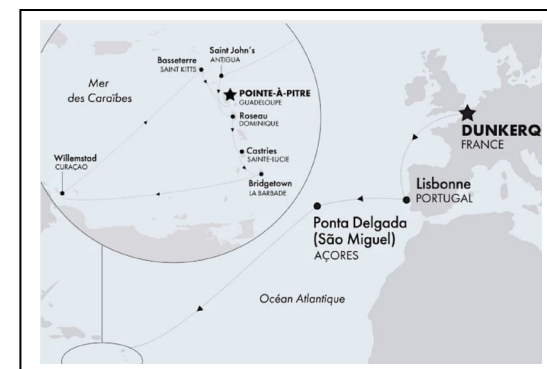 Saint John's
ANTIGUA
Basseterre
SAINT KITTS
Mer
des Caraïbes
POINTE-À-PITRE
GUADELOUPE
Roseau
DOMINIQUE
Castries
SAINTE-LUCIE
Willemstad
CURAÇAO
Bridgetown
LA BARBADE
DUNKERQ
FRANCE
Lisbonne
PORTUGAL
Ponta Delgada
(São Miguel)
AÇORES
Océan Atlantique